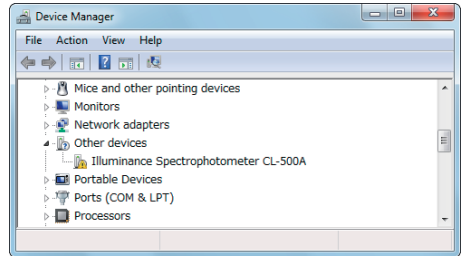 Device Manager
File Action View Help
Mice and other pointing devices
Monitors
Network adapters
Other devices
Illuminance Spectrophotometer CL-500A
Portable Devices
Ports (COM & LPT)
Processors